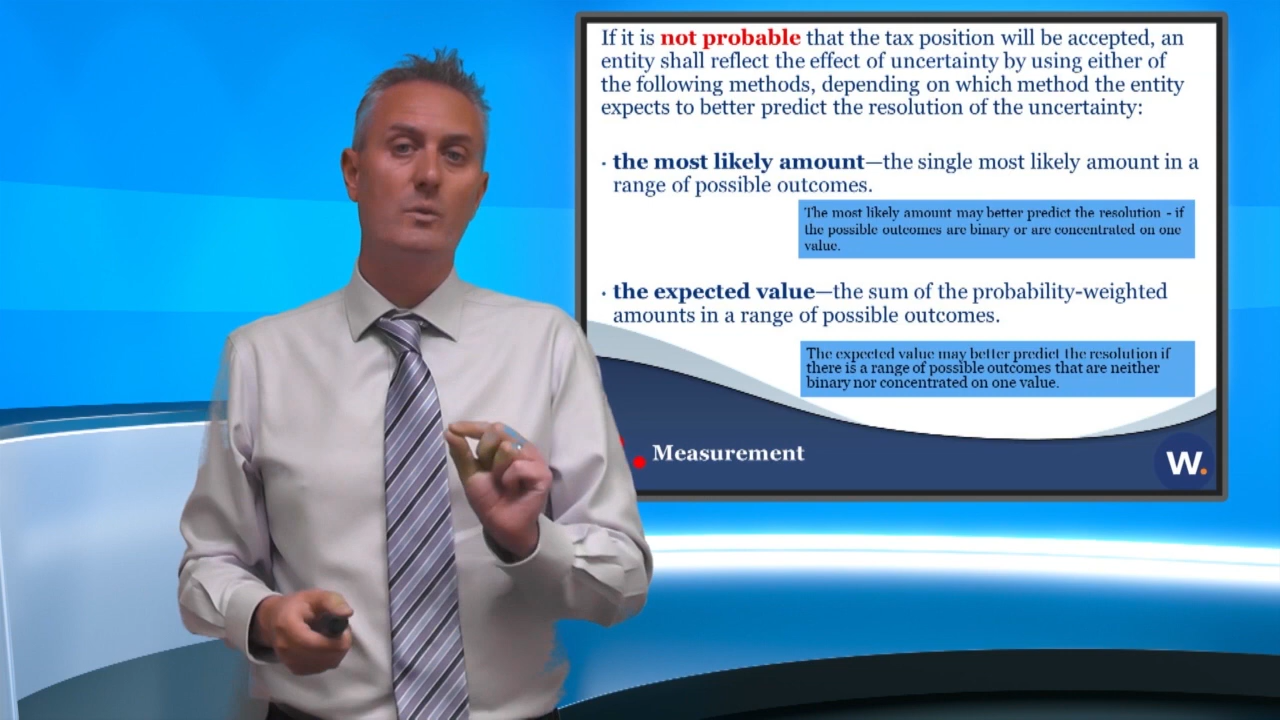 If it is not probable that the tax position will be accepted, an
entity shall reflect the effect of uncertainty by using either of
the following methods, depending on which method the entity
expects to better predict the resolution of the uncertainty:
· the most likely amount—the single most likely amount in a
range of possible outcomes.
The most likely amount may better predict the resolution - if
the possible outcomes are binary or are concentrated on one
value.
· the expected value—the sum of the probability-weighted
amounts in a range of possible outcomes.
The expected value may better predict the resolution if
there is a range of possible outcomes that are neither
binary nor concentrated on one value.
Measurement
W.